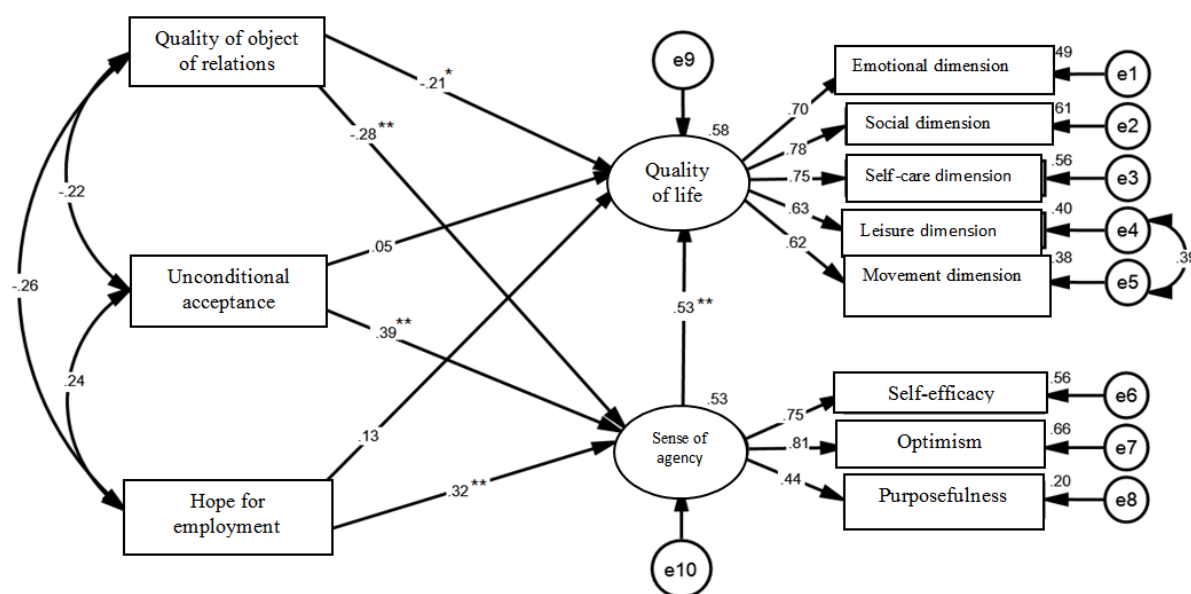 Quality of object
of relations
Unconditional
acceptance
Hope for
employment
-.22
-.26
.24
-.21*
-.28**
.05
.39**
.13
.32**
e9
.58
Quality
of life
.53**
.53
Sense of
agency
e10
.70
.78
.75
.63
.62
Emotional dimension
.49
e1
Social dimension
.61
e2
Self-care dimension
.56
e3
Leisure dimension
.40
e4
Movement dimension
.38
e5
.39
.75
.81
.44
Self-efficacy
.56
e6
Optimism
.66
e7
Purposefulness
.20
e8